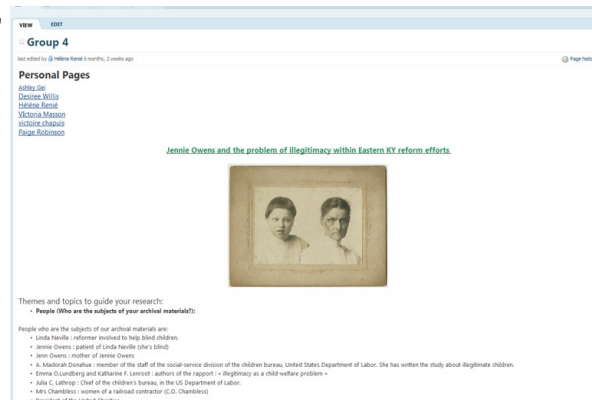 VIEW EDIT
Group 4
last edited by Hélène Renié 6 months, 2 weeks ago
Page histo
Personal Pages
Ashley Gei
Desiree Willis
Hélène Renié
Victoria Masson
victoire chapuis
Paige Robinson
Jennie Owens and the problem of illegitimacy within Eastern KY reform efforts
Themes and topics to guide your research:
• People (Who are the subjects of your archival materials?):
People who are the subjects of our archival materials are:
• Linda Neville : reformer involved to help blind children.
• Jennie Owens : patient of Linda Neville (she's blind)
• Jenn Owens : mother of Jennie Owens
• A. Madorah Donahue : member of the staff of the social-service division of the children bureau, United States Department of Labor. She has written the study about illegitimate children.
• Emma O.Lundberg and Katharine F. Lenroot : authors of the rapport : « illegitimacy as a child-welfare problem »
• Julia C. Lathrop : Chief of the children's bureau, in the US Department of Labor.
• Mrs Chambless : women of a railroad contractor (C.O. Chambless)
• President of the United Charities